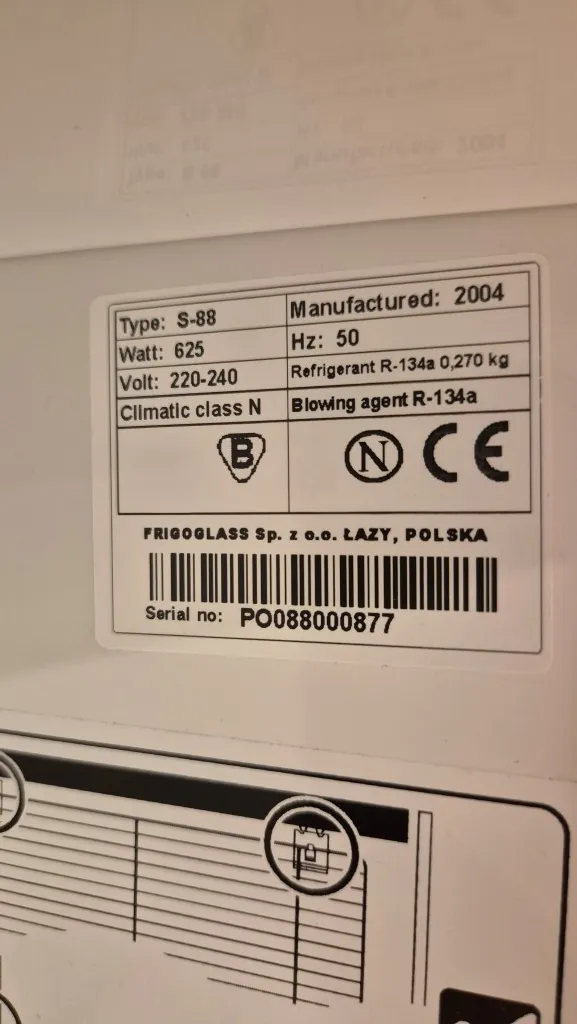 Type: S-88
Manufactured: 2004
Watt: 625
Hz: 50
Volt: 220-240
Refrigerant R-134a 0,270 kg
Climatic class N
Blowing agent R-134a
B
N CE
FRIGOGLASS Sp. z o.o. ŁAZY, POLSKA
Serial no: PO088000877